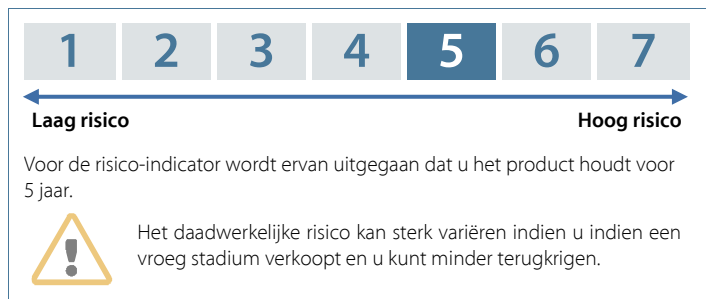 1 2 3 4 5 6 7
Laag risico Hoog risico
Voor de risico-indicator wordt ervan uitgegaan dat u het product houdt voor
5 jaar.
Het daadwerkelijke risico kan sterk variëren indien u indien een
vroeg stadium verkoopt en u kunt minder terugkrigen.